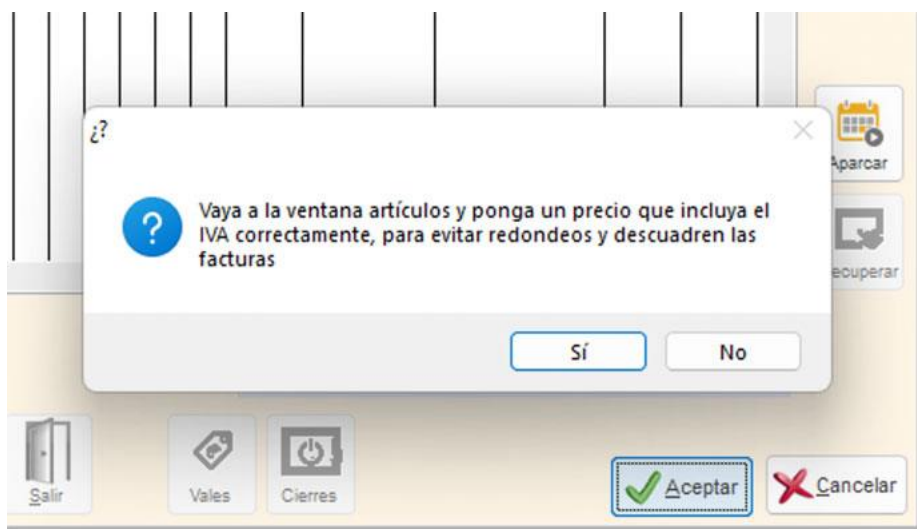 ¿?
Aparcar
Vaya a la ventana artículos y ponga un precio que incluya el
IVA correctamente, para evitar redondeos y descuadren las
facturas
ecuperar
Sí
No
Salir
Vales
Cierres
Aceptar
Cancelar